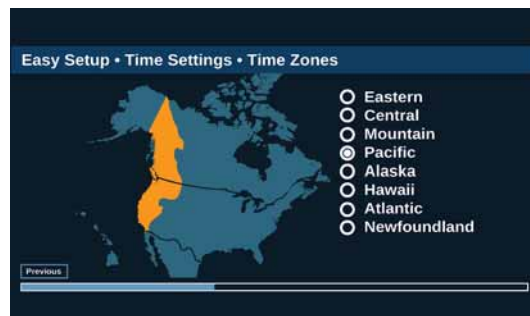 Easy Setup • Time Settings • Time Zones
Eastern
Central
Mountain
Pacific
Alaska
Hawaii
Atlantic
Newfoundland
Previous